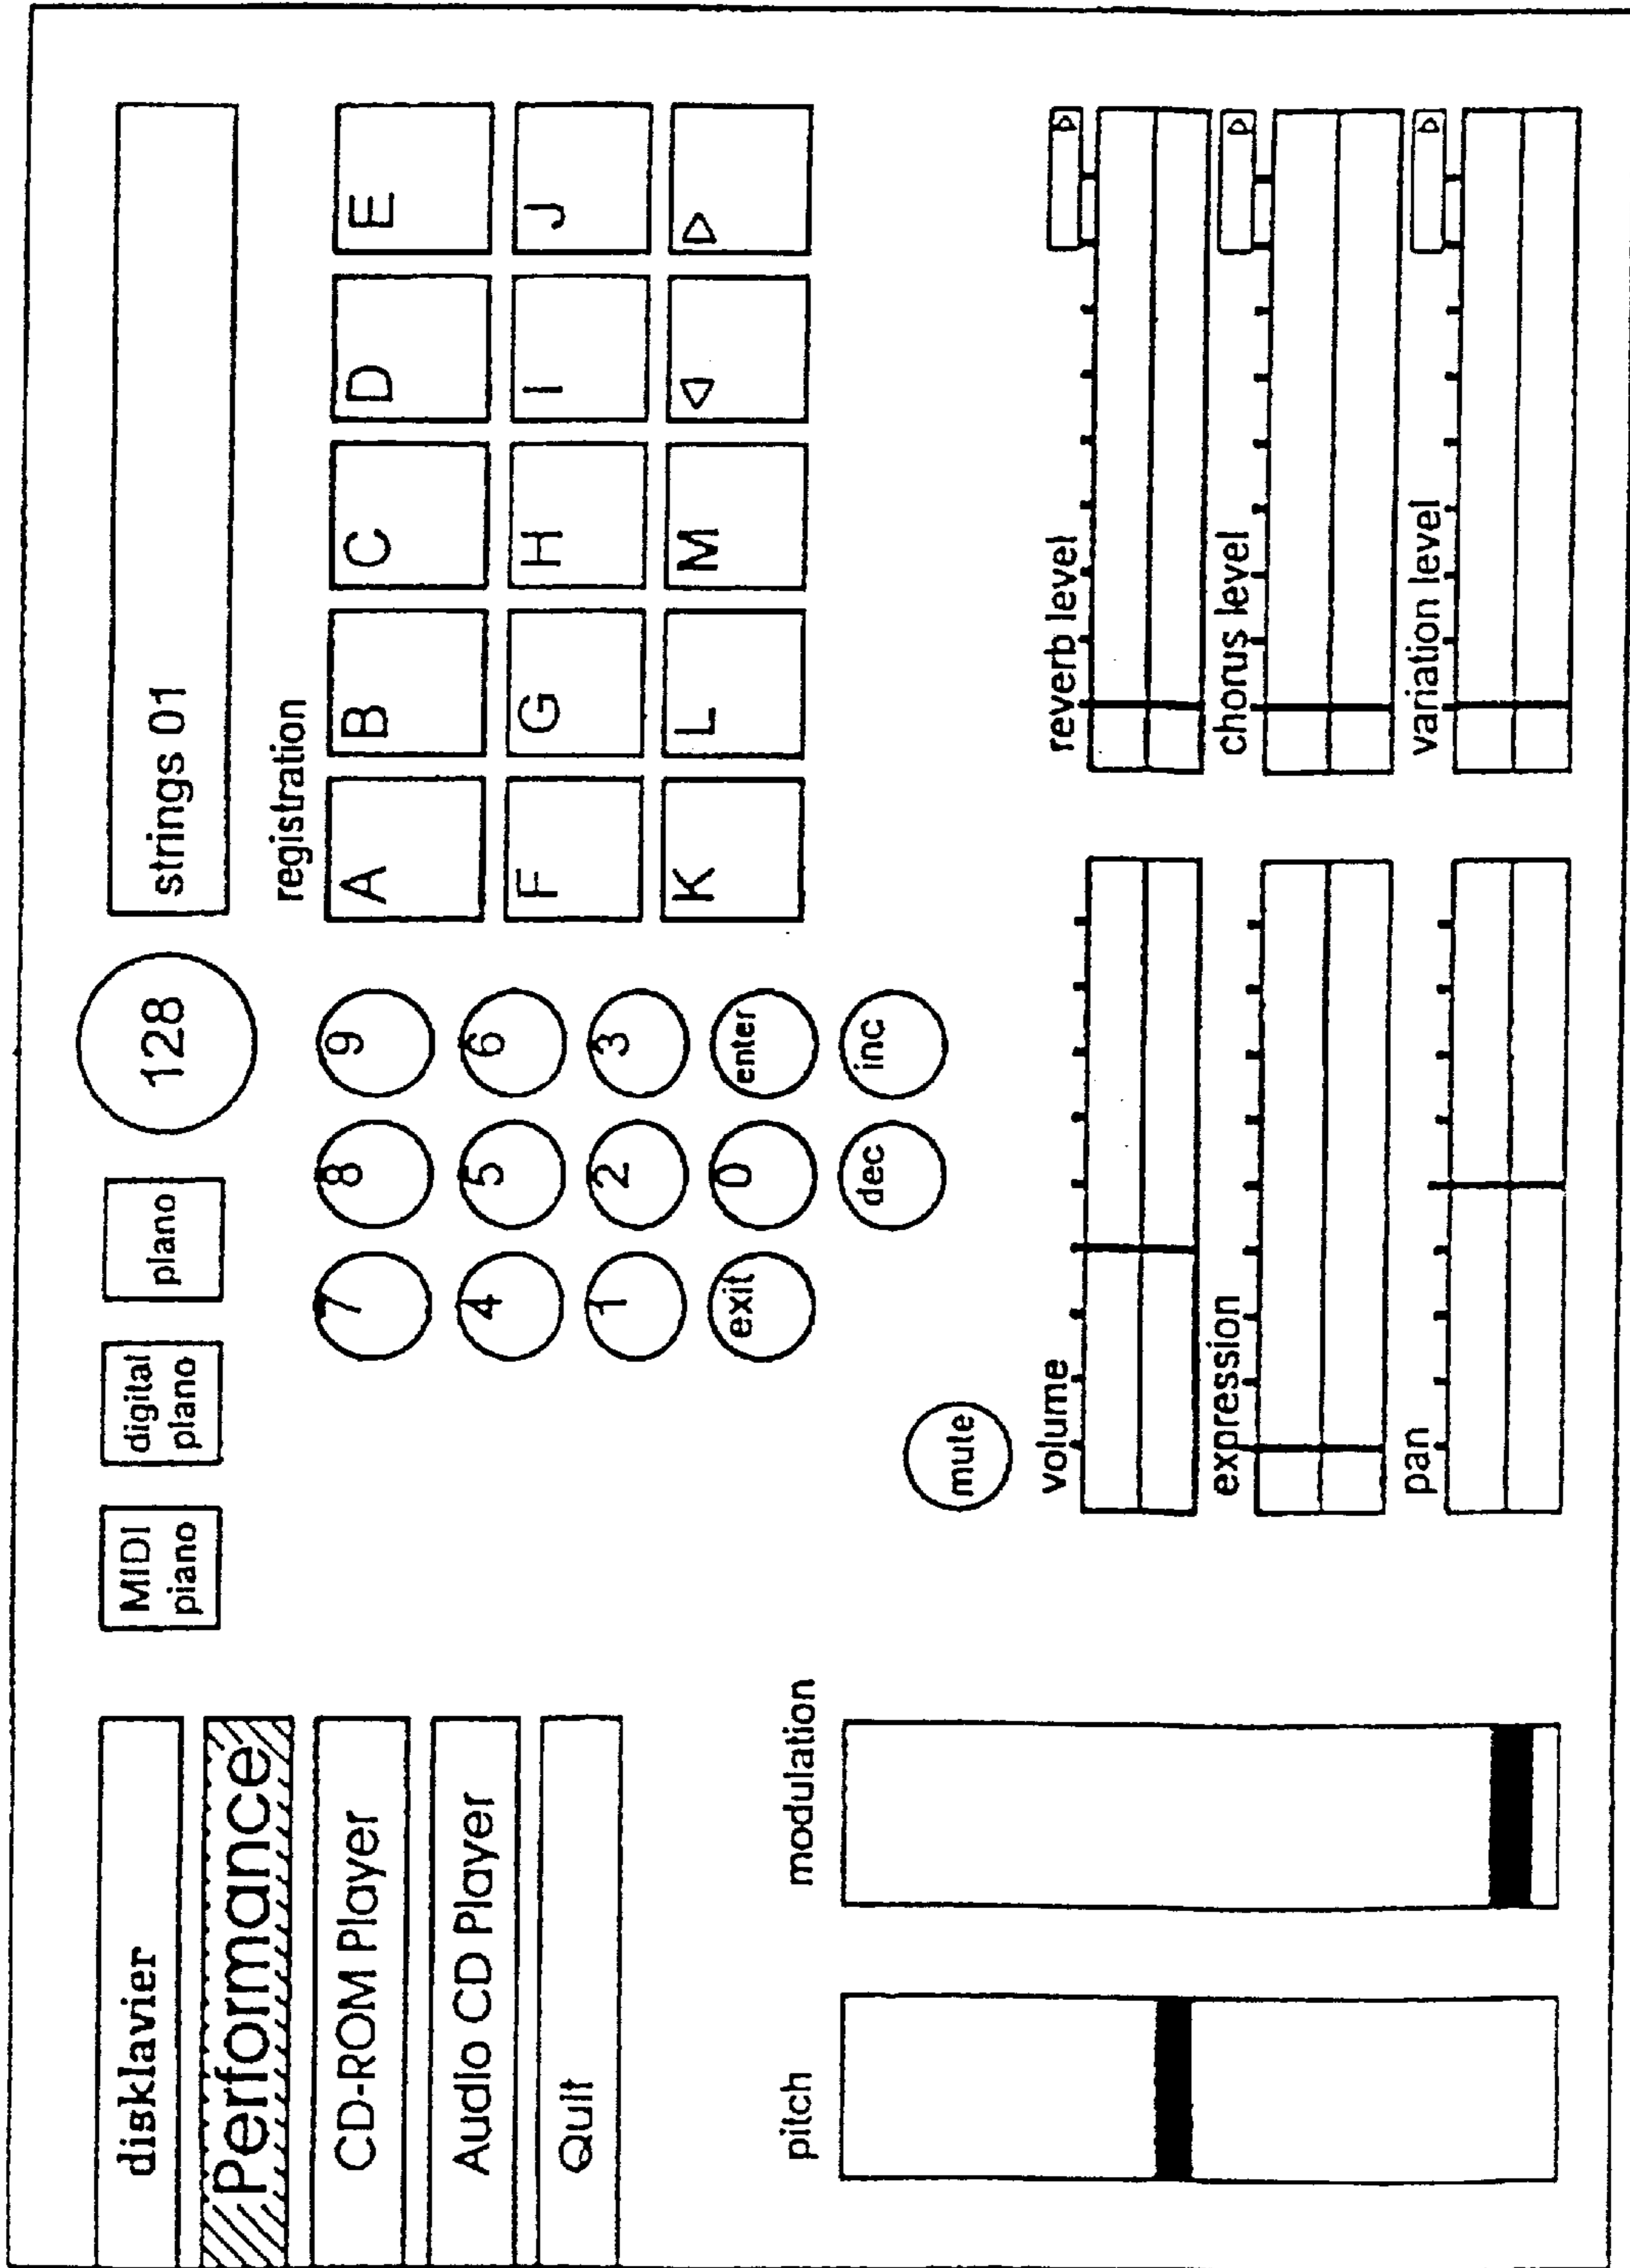 disklavier
Performance
CD-ROM Player
Audio CD Player
Quit
MIDI
piano
digital
plano
plano
128
strings 01
registration
A B C D E
F G H I J
K L M
7 8 9
4 5 6
1 2 3
exit 0 enter
dec inc
mute
pitch
modulation
volume
expression
pan
reverb level
chorus level
variation level